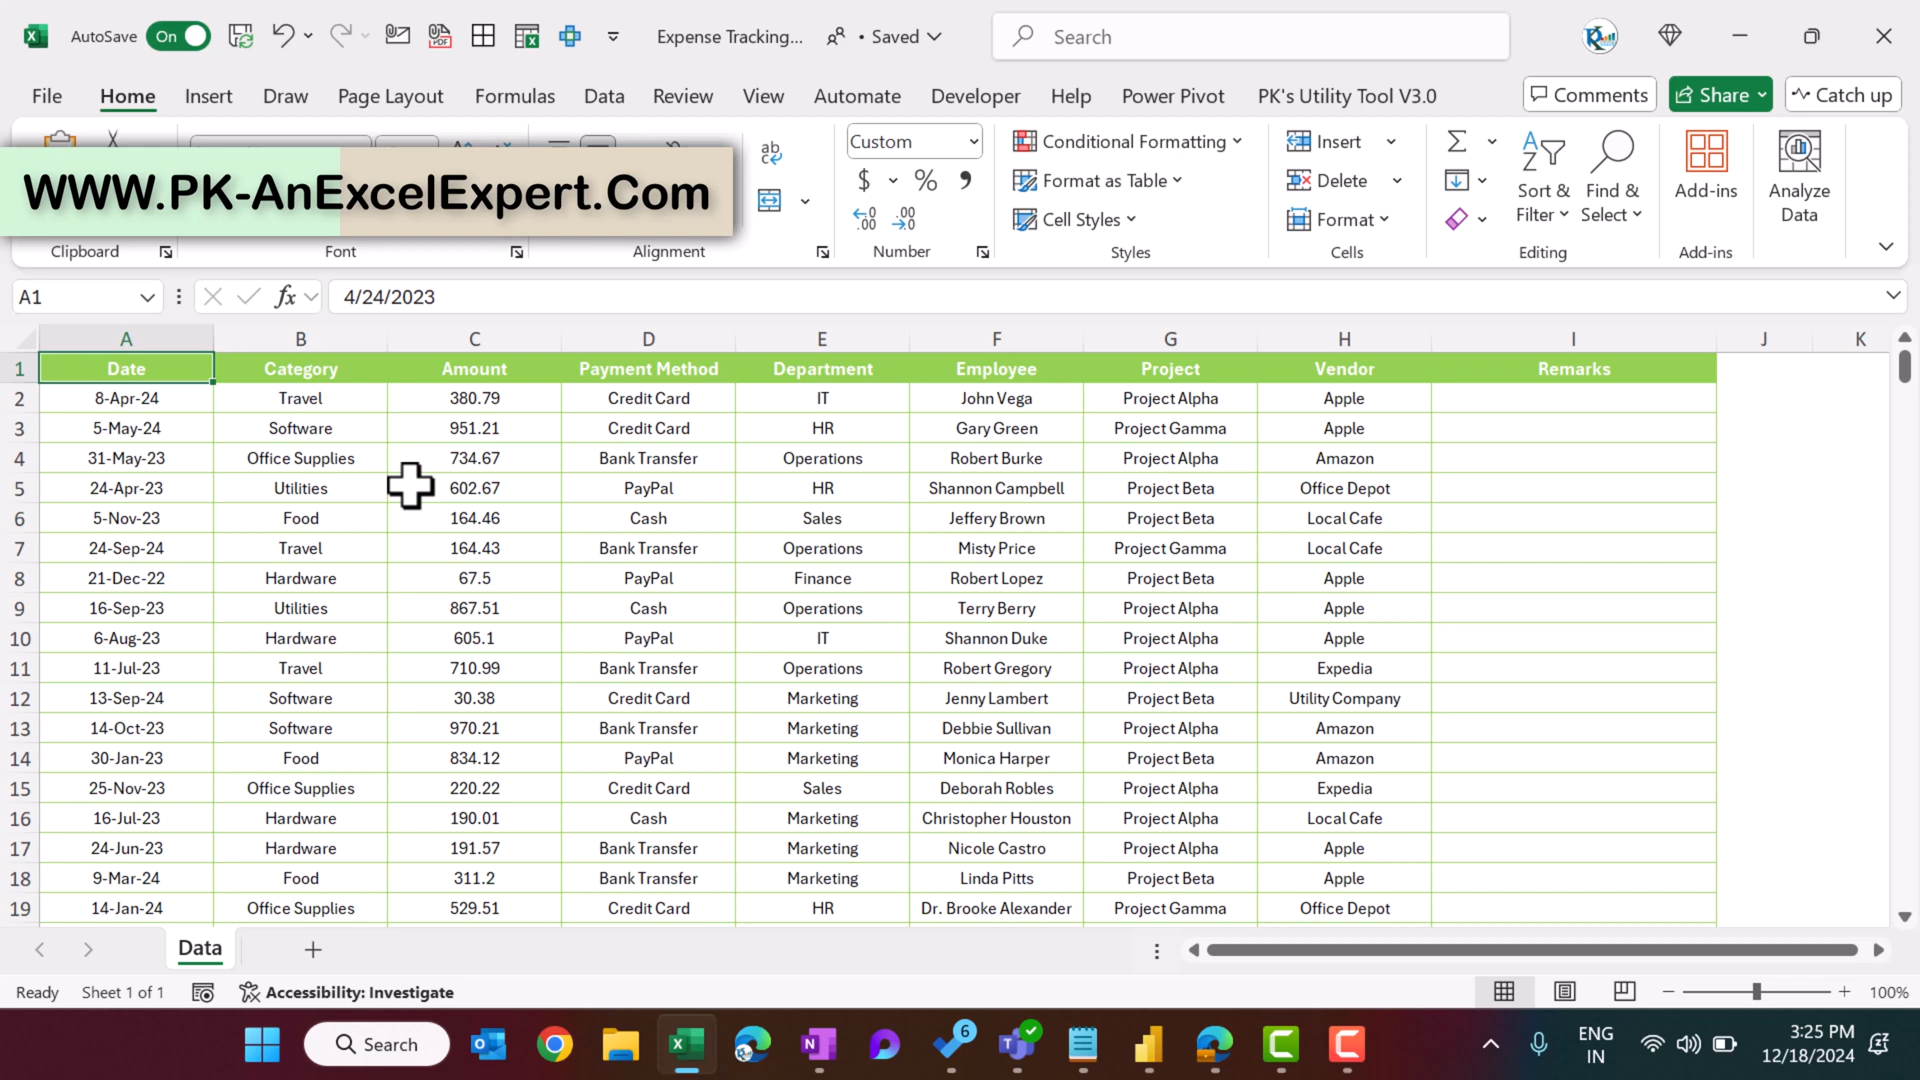 AutoSave On Expense Tracking... • Saved Search
File Home Insert Draw Page Layout Formulas Data Review View Automate Developer Help Power Pivot PK's Utility Tool V3.0 Comments Share Catch up
WWW.PK-AnExcelExpert.Com
Custom
$ % 9
Conditional Formatting
Format as Table
Cell Styles
Insert
Delete
Format
Sort & Filter
Find & Select
Add-ins
Analyze Data
Clipboard Font Alignment Number Styles Cells Editing Add-ins
A1 fx 4/24/2023
A B C D E F G H I J K
1 Date Category Amount Payment Method Department Employee Project Vendor Remarks
2 8-Apr-24 Travel 380.79 Credit Card IT John Vega Project Alpha Apple
3 5-May-24 Software 951.21 Credit Card HR Gary Green Project Gamma Apple
4 31-May-23 Office Supplies 734.67 Bank Transfer Operations Robert Burke Project Alpha Amazon
5 24-Apr-23 Utilities 602.67 PayPal HR Shannon Campbell Project Beta Office Depot
6 5-Nov-23 Food 164.46 Cash Sales Jeffery Brown Project Beta Local Cafe
7 24-Sep-24 Travel 164.43 Bank Transfer Operations Misty Price Project Gamma Local Cafe
8 21-Dec-22 Hardware 67.5 PayPal Finance Robert Lopez Project Beta Apple
9 16-Sep-23 Utilities 867.51 Cash Operations Terry Berry Project Alpha Apple
10 6-Aug-23 Hardware 605.1 PayPal IT Shannon Duke Project Alpha Apple
11 11-Jul-23 Travel 710.99 Bank Transfer Operations Robert Gregory Project Alpha Expedia
12 13-Sep-24 Software 30.38 Credit Card Marketing Jenny Lambert Project Beta Utility Company
13 14-Oct-23 Software 970.21 Bank Transfer Marketing Debbie Sullivan Project Alpha Amazon
14 30-Jan-23 Food 834.12 PayPal Marketing Monica Harper Project Beta Amazon
15 25-Nov-23 Office Supplies 220.22 Credit Card Sales Deborah Robles Project Alpha Expedia
16 16-Jul-23 Hardware 190.01 Cash Marketing Christopher Houston Project Alpha Local Cafe
17 24-Jun-23 Hardware 191.57 Bank Transfer Marketing Nicole Castro Project Alpha Apple
18 9-Mar-24 Food 311.2 Bank Transfer Marketing Linda Pitts Project Beta Apple
19 14-Jan-24 Office Supplies 529.51 Credit Card HR Dr. Brooke Alexander Project Gamma Office Depot
Data
Ready Sheet 1 of 1 Accessibility: Investigate 100%
Search 6 ENG 3:25 PM
IN 12/18/2024